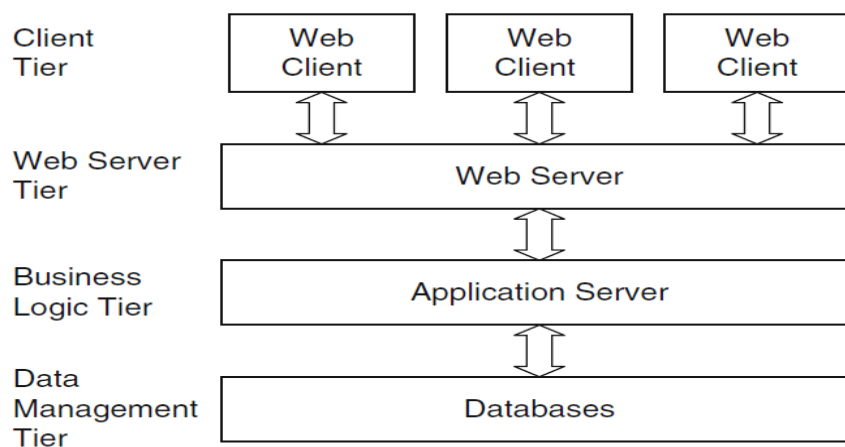 Client
Tier
Web
Client
Web
Client
Web
Client
Web Server
Tier
Web Server
Business
Logic Tier
Application Server
Data
Management
Tier
Databases